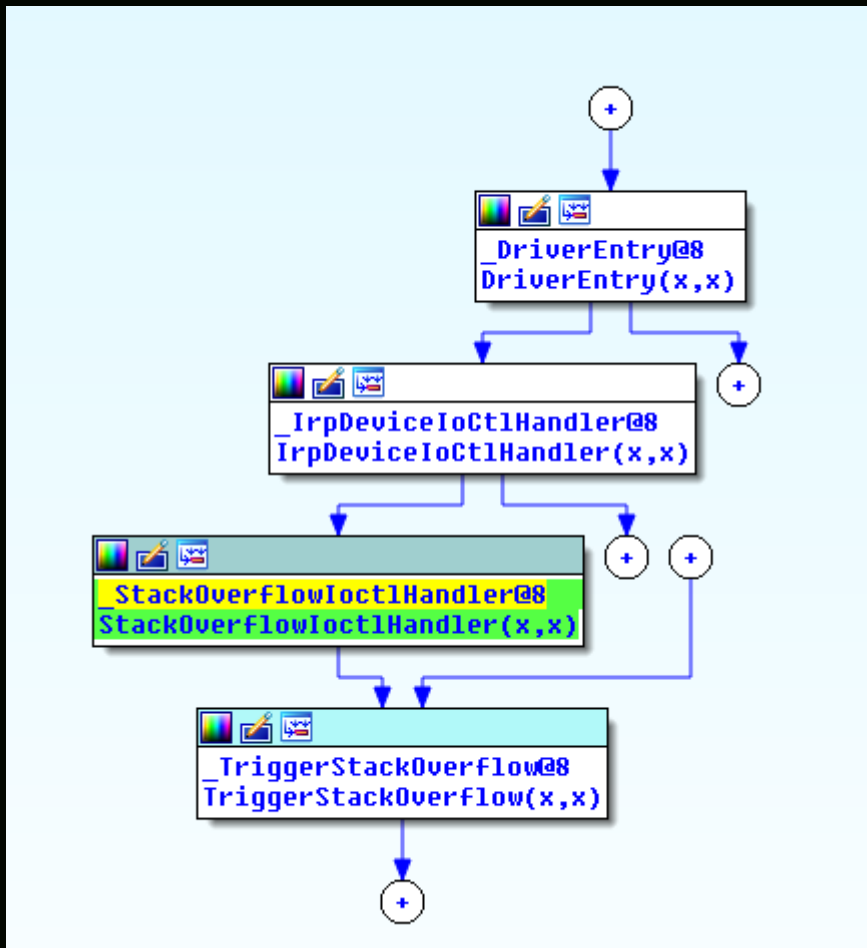 +
_DriverEntry@8
DriverEntry(x,x)
+
_IrpDeviceIoCtlHandler@8
IrpDeviceIoCtlHandler(x,x)
+
+
_StackOverflowIoctlHandler@8
StackOverflowIoctlHandler(x,x)
_TriggerStackOverflow@8
TriggerStackOverflow(x,x)
+